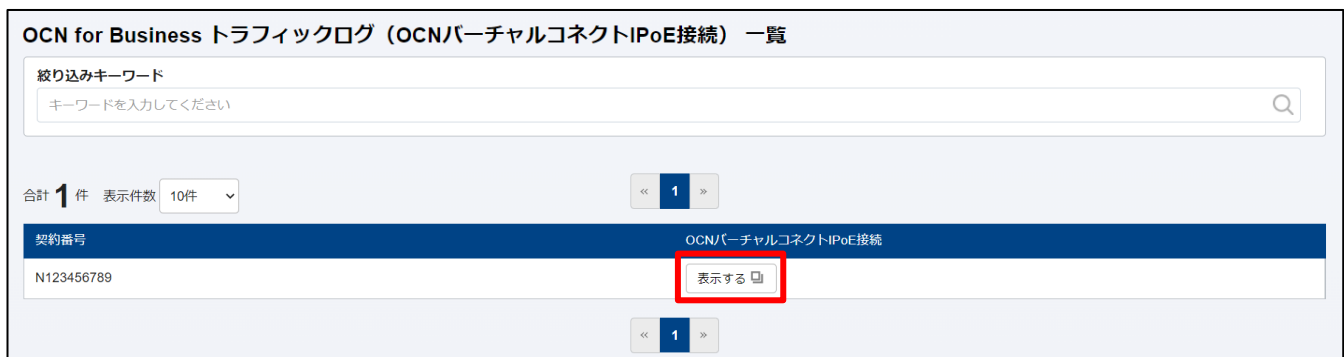 OCN for Business トラフィックログ（OCNバーチャルコネクトIPoE接続） 一覧
絞り込みキーワード
キーワードを入力してください
合計 1 件 表示件数 10件
« 1 »
契約番号 OCNバーチャルコネクトIPoE接続
N123456789 表示する
« 1 »